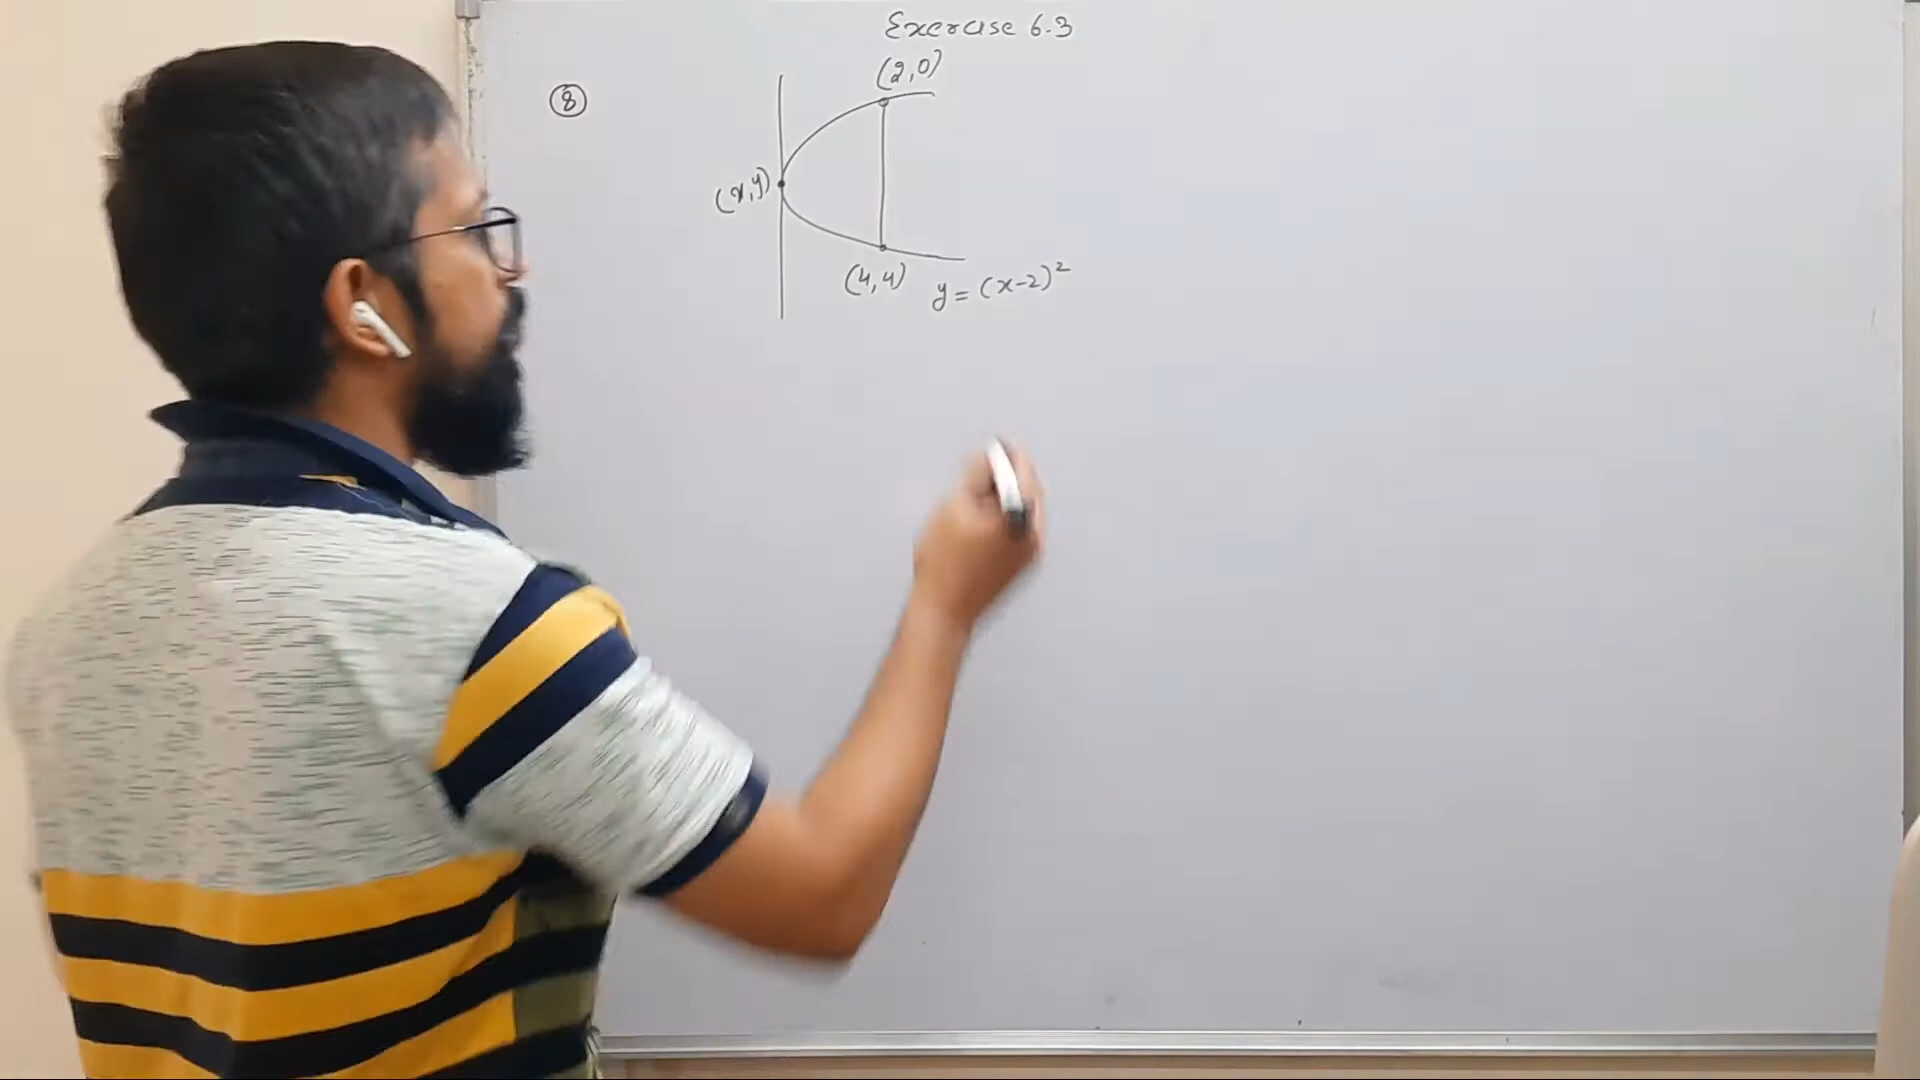 Exercise 6.3
(2,0)
8
(x,y)
(4,4)
y = (x-2)²